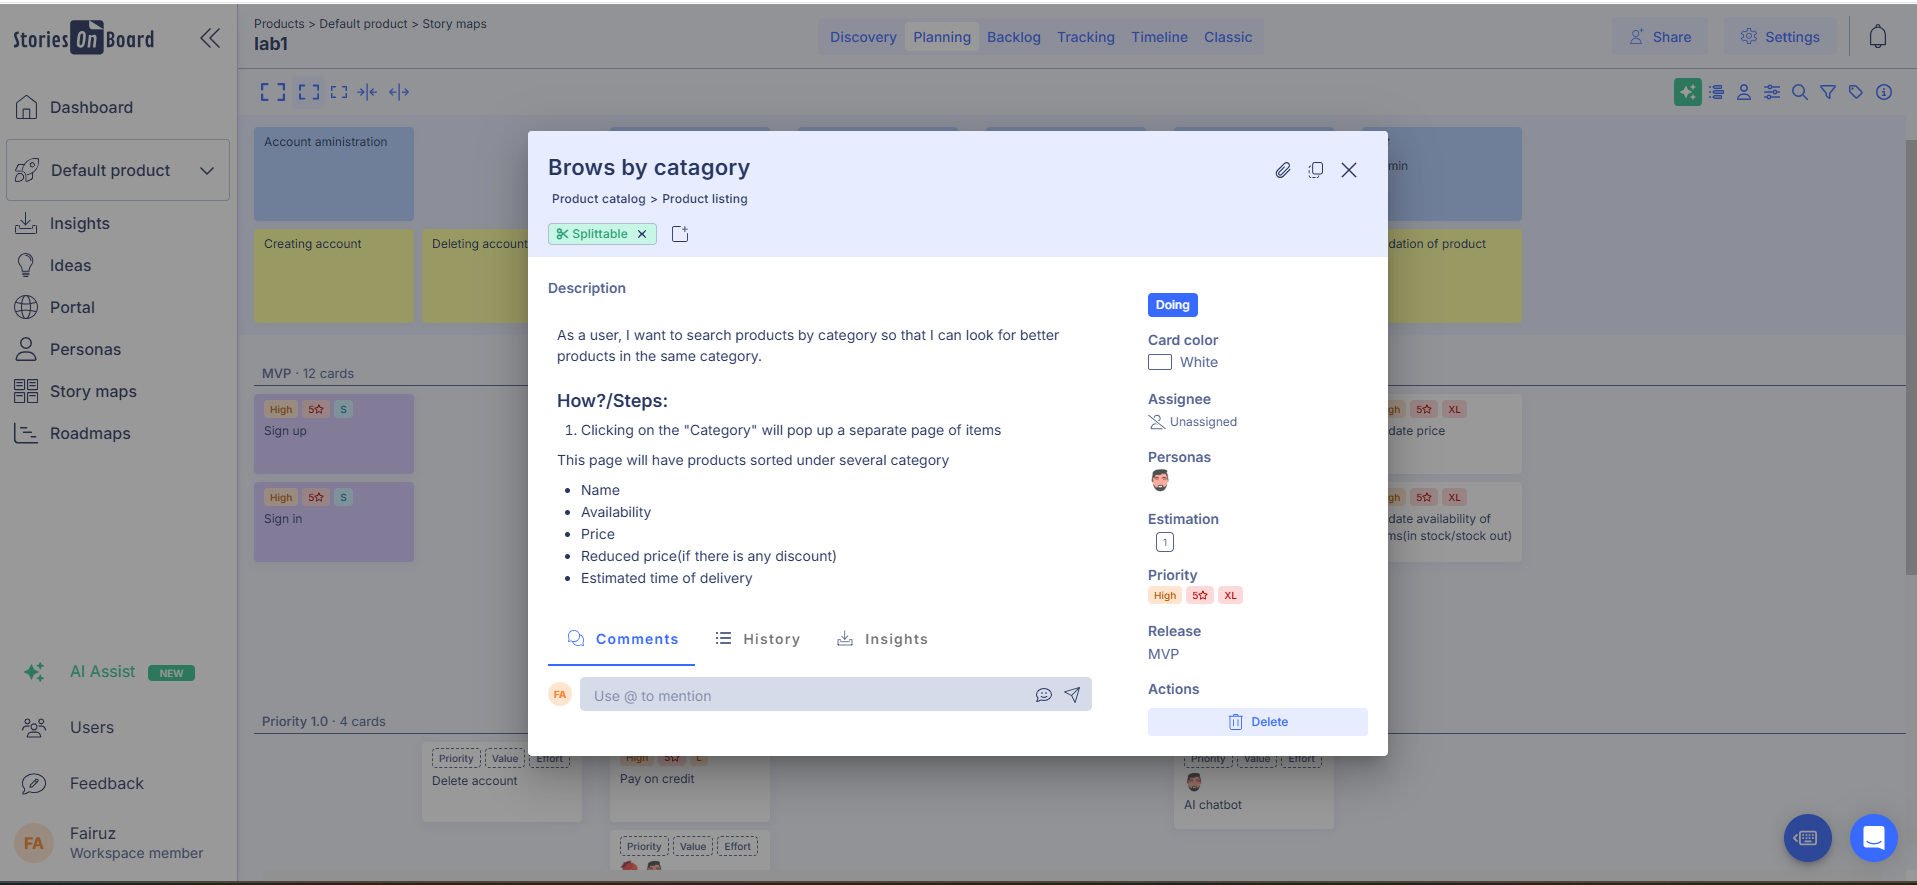 Stories On Board
Products > Default product > Story maps
lab1
Discovery
Planning
Backlog
Tracking
Timeline
Classic
Share
Settings
Dashboard
Default product
Insights
Ideas
Portal
Personas
Story maps
Roadmaps
AI Assist NEW
Users
Feedback
FA
Fairuz
Workspace member
Account aministration
min
Creating account
Deleting account
dation of product
MVP · 12 cards
High 5 S
Sign up
High 5 S
Sign in
gh 5 XL
date price
gh 5 XL
date availability of
ms(in stock/stock out)
Priority 1.0 · 4 cards
Priority Value Effort
Delete account
High 5 L
Pay on credit
Priority Value Effort
Priority Value Effort
AI chatbot
Brows by catagory
Product catalog > Product listing
Splittable
Description
As a user, I want to search products by category so that I can look for better
products in the same category.
How?/Steps:
1. Clicking on the "Category" will pop up a separate page of items
This page will have products sorted under several category
• Name
• Availability
• Price
• Reduced price(if there is any discount)
• Estimated time of delivery
Comments
History
Insights
FA
Use @ to mention
Doing
Card color
White
Assignee
Unassigned
Personas
Estimation
1
Priority
High 5 XL
Release
MVP
Actions
Delete